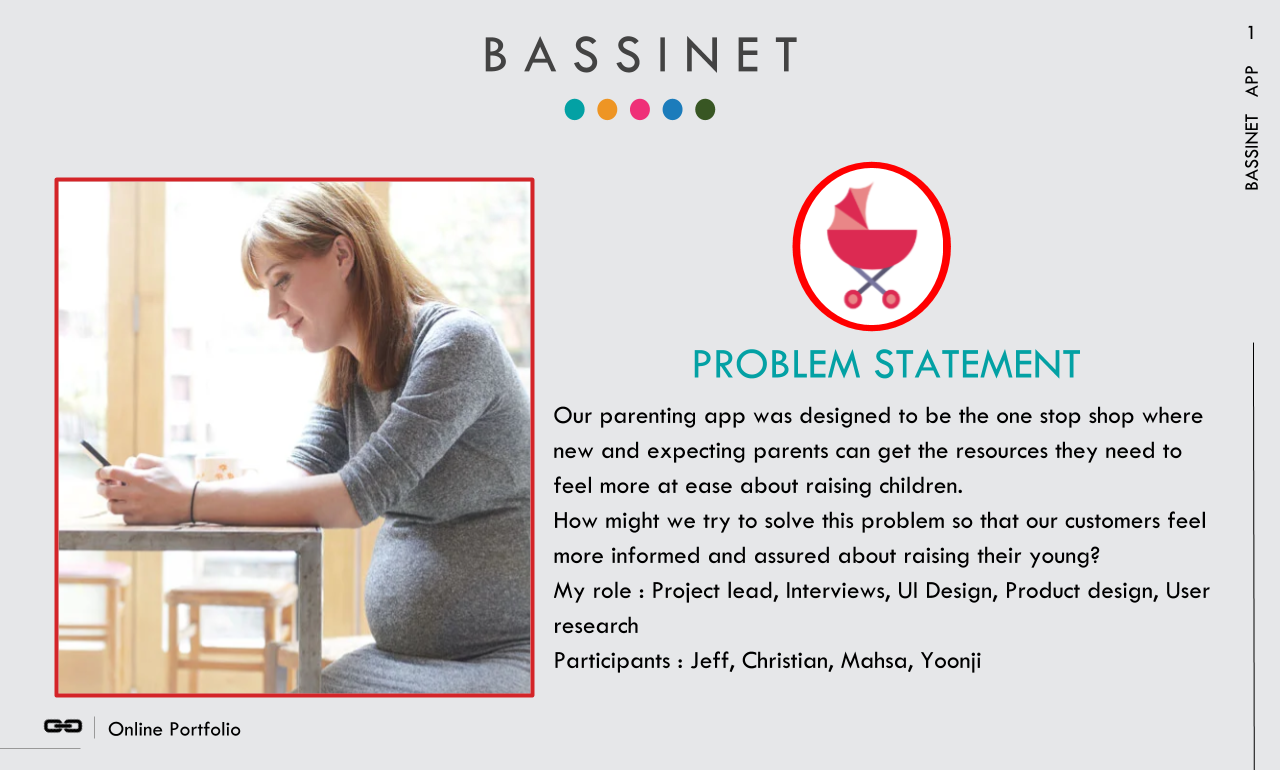 BASSINET
1
BASSINET APP
PROBLEM STATEMENT
Our parenting app was designed to be the one stop shop where
new and expecting parents can get the resources they need to
feel more at ease about raising children.
How might we try to solve this problem so that our customers feel
more informed and assured about raising their young?
My role : Project lead, Interviews, UI Design, Product design, User
research
Participants : Jeff, Christian, Mahsa, Yoonji
Online Portfolio